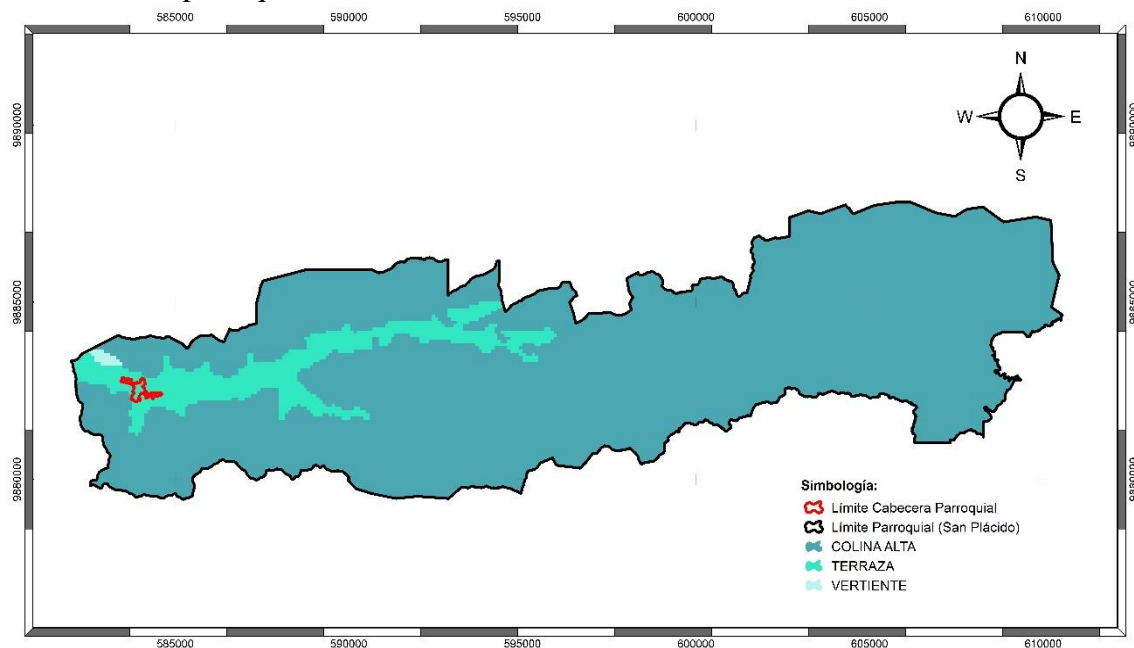 585000 590000 595000 600000 605000 610000
N
W E
S
9890000 9890000
9885000 9885000
9880000 9880000
Simbología:
Límite Cabecera Parroquial
Límite Parroquial (San Plácido)
COLINA ALTA
TERRAZA
VERTIENTE
585000 590000 595000 600000 605000 610000